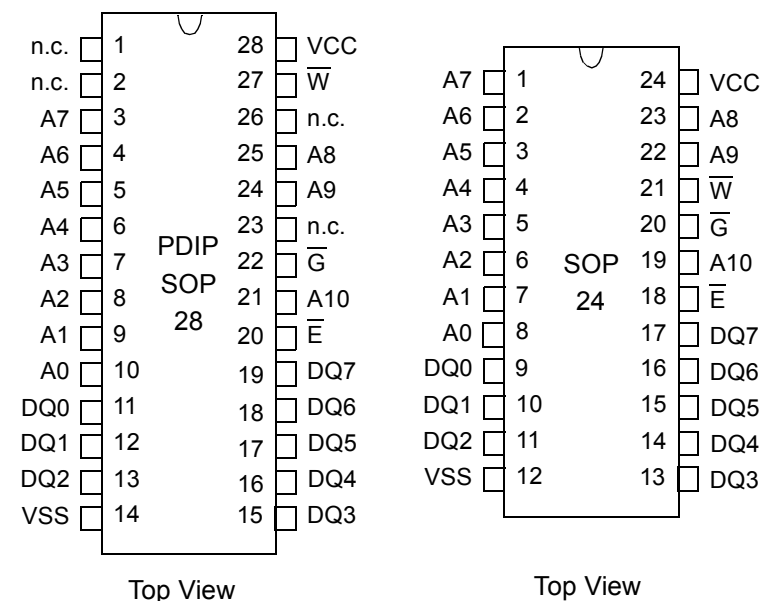 n.c. 1 28 VCC
n.c. 2 27 W̅
A7 3 26 n.c.
A6 4 25 A8
A5 5 24 A9
A4 6 23 n.c.
A3 7 22 G̅
A2 8 21 A10
A1 9 20 E̅
A0 10 19 DQ7
DQ0 11 18 DQ6
DQ1 12 17 DQ5
DQ2 13 16 DQ4
VSS 14 15 DQ3
PDIP
SOP
28
Top View
A7 1 24 VCC
A6 2 23 A8
A5 3 22 A9
A4 4 21 W̅
A3 5 20 G̅
A2 6 19 A10
A1 7 18 E̅
A0 8 17 DQ7
DQ0 9 16 DQ6
DQ1 10 15 DQ5
DQ2 11 14 DQ4
VSS 12 13 DQ3
SOP
24
Top View